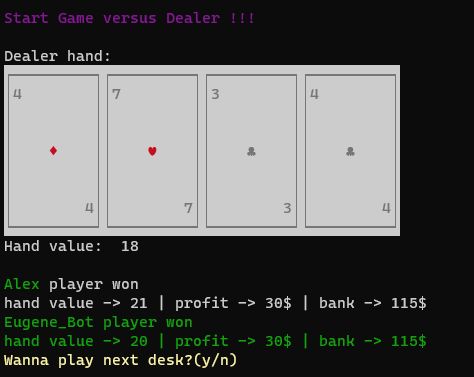 Start Game versus Dealer !!!
Dealer hand:
4 7 3 4
♦ ♥ ♣ ♣
4 7 3 4
Hand value:  18
Alex player won
hand value -> 21 | profit -> 30$ | bank -> 115$
Eugene_Bot player won
hand value -> 20 | profit -> 30$ | bank -> 115$
Wanna play next desk?(y/n)